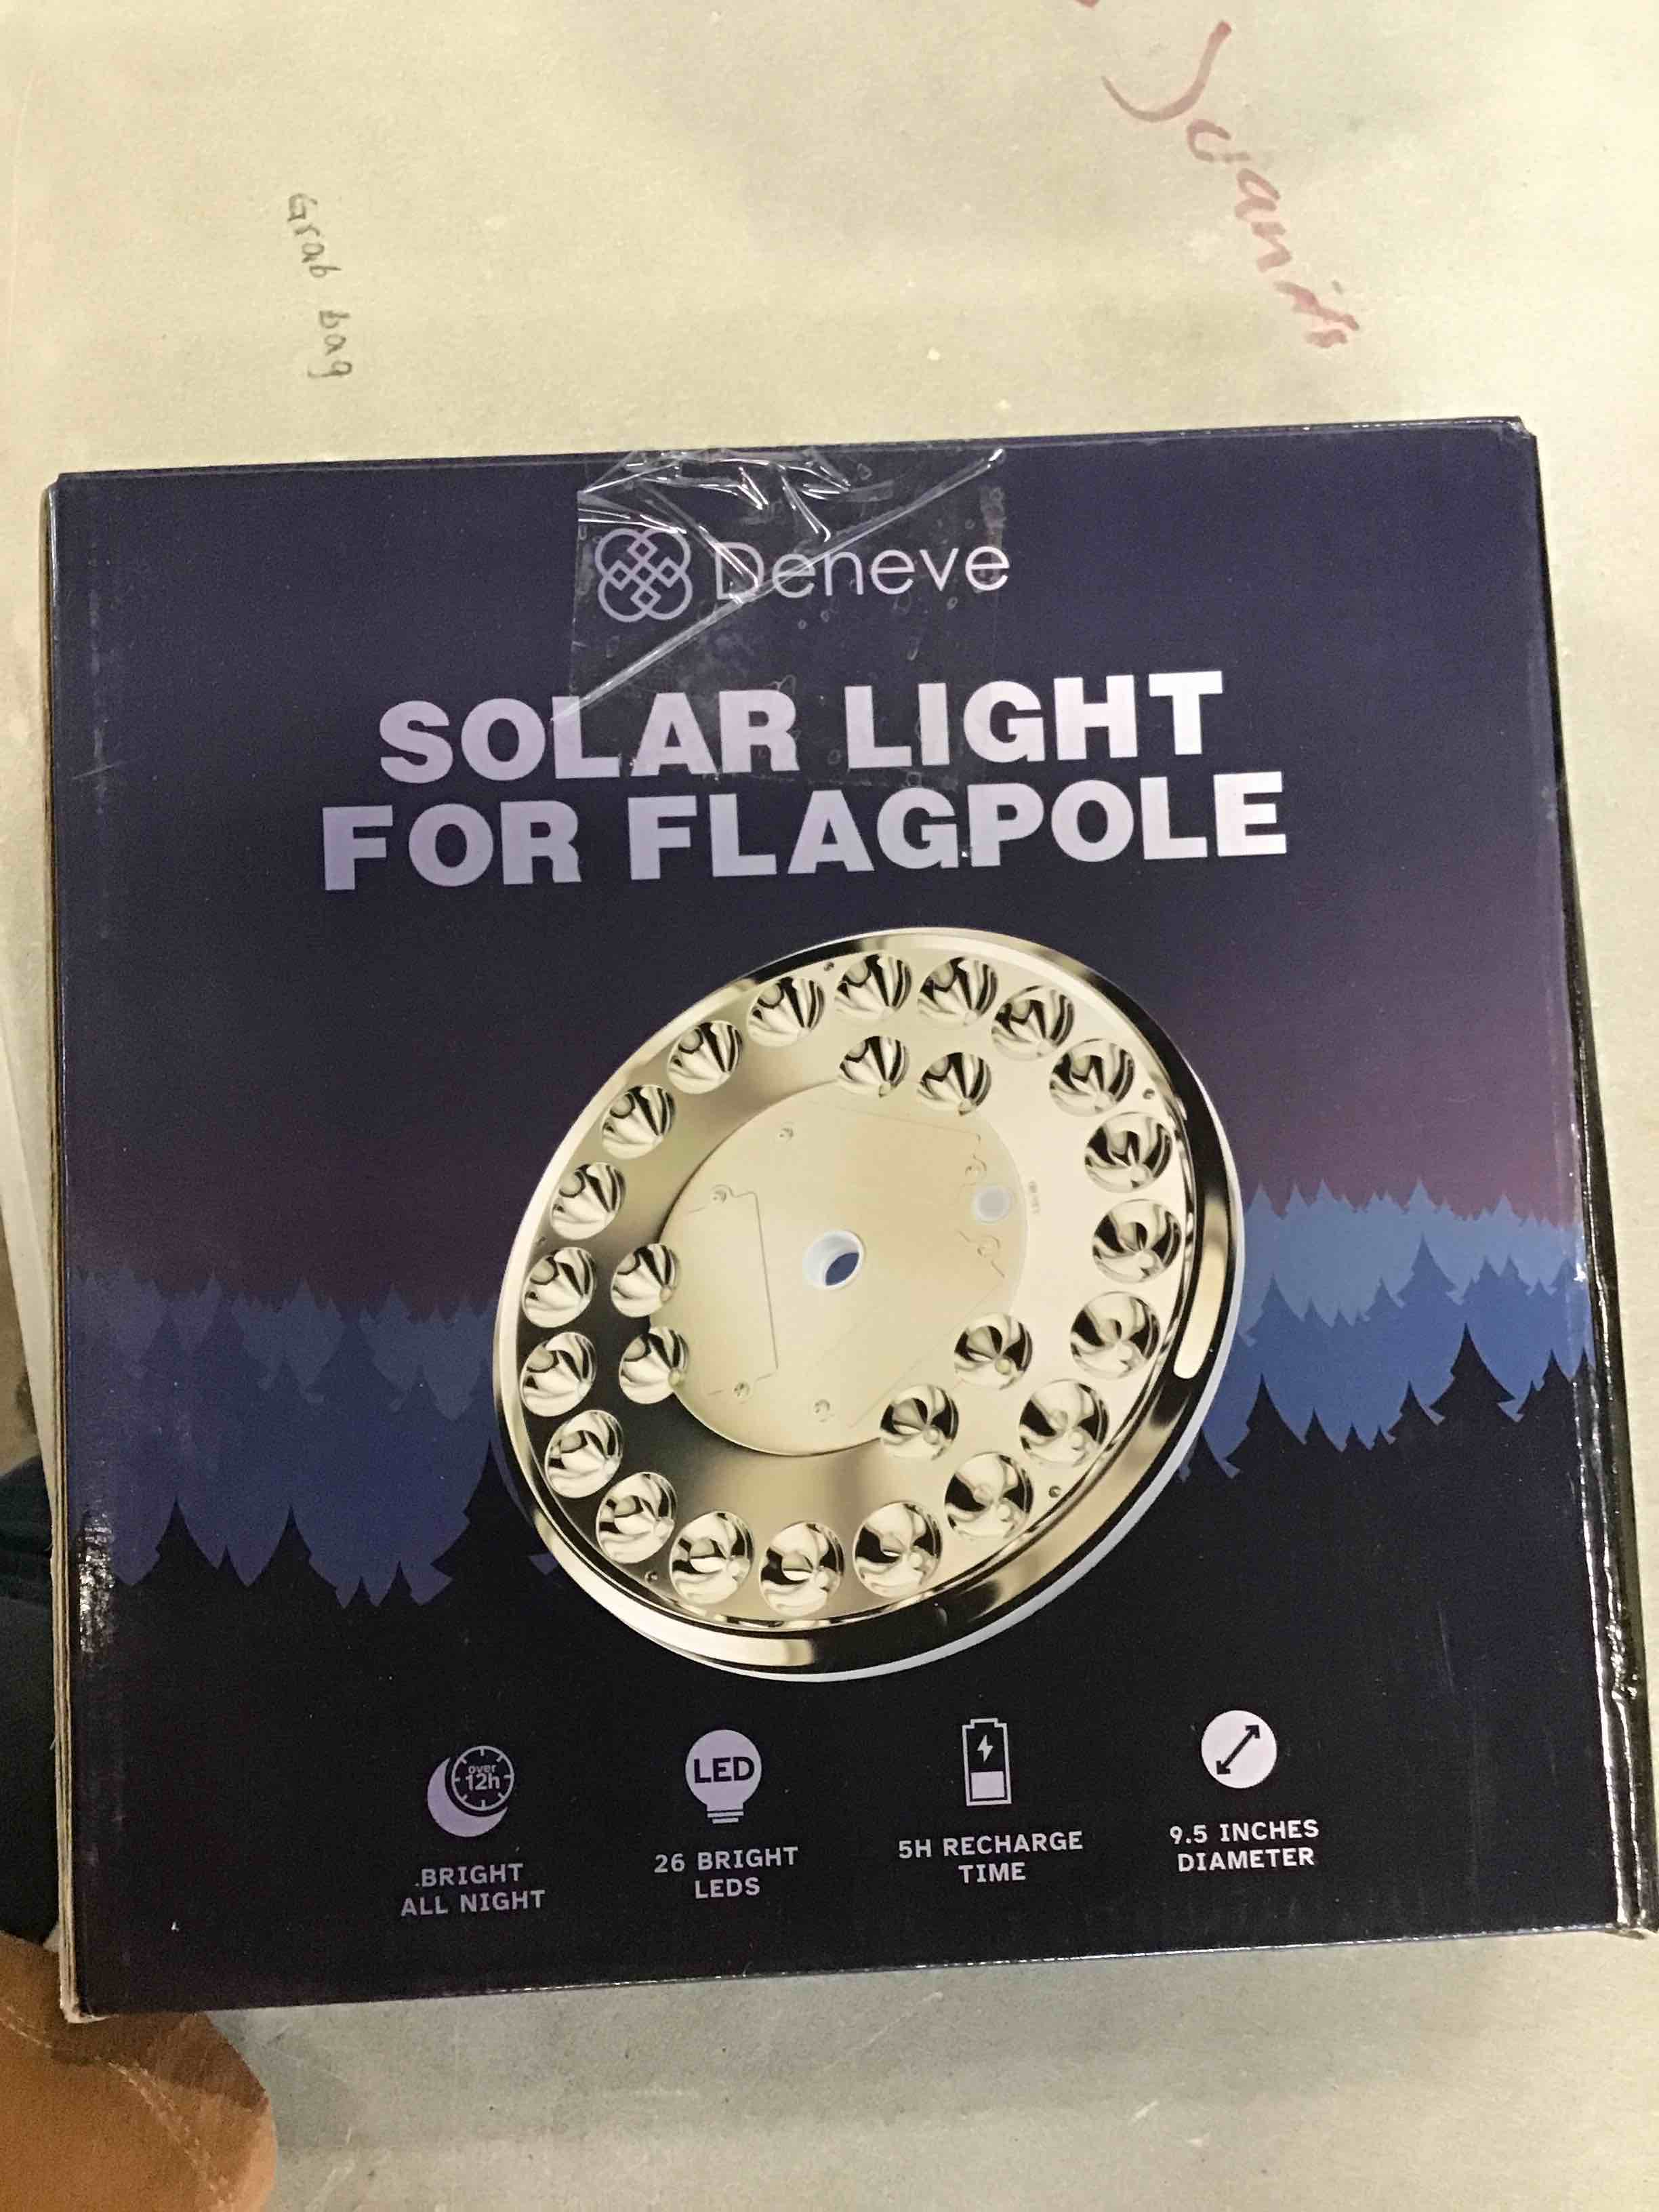 Grab bag
Deneve
SOLAR LIGHT
FOR FLAGPOLE
over
12h
BRIGHT
ALL NIGHT
LED
26 BRIGHT
LEDS
5H RECHARGE
TIME
9.5 INCHES
DIAMETER